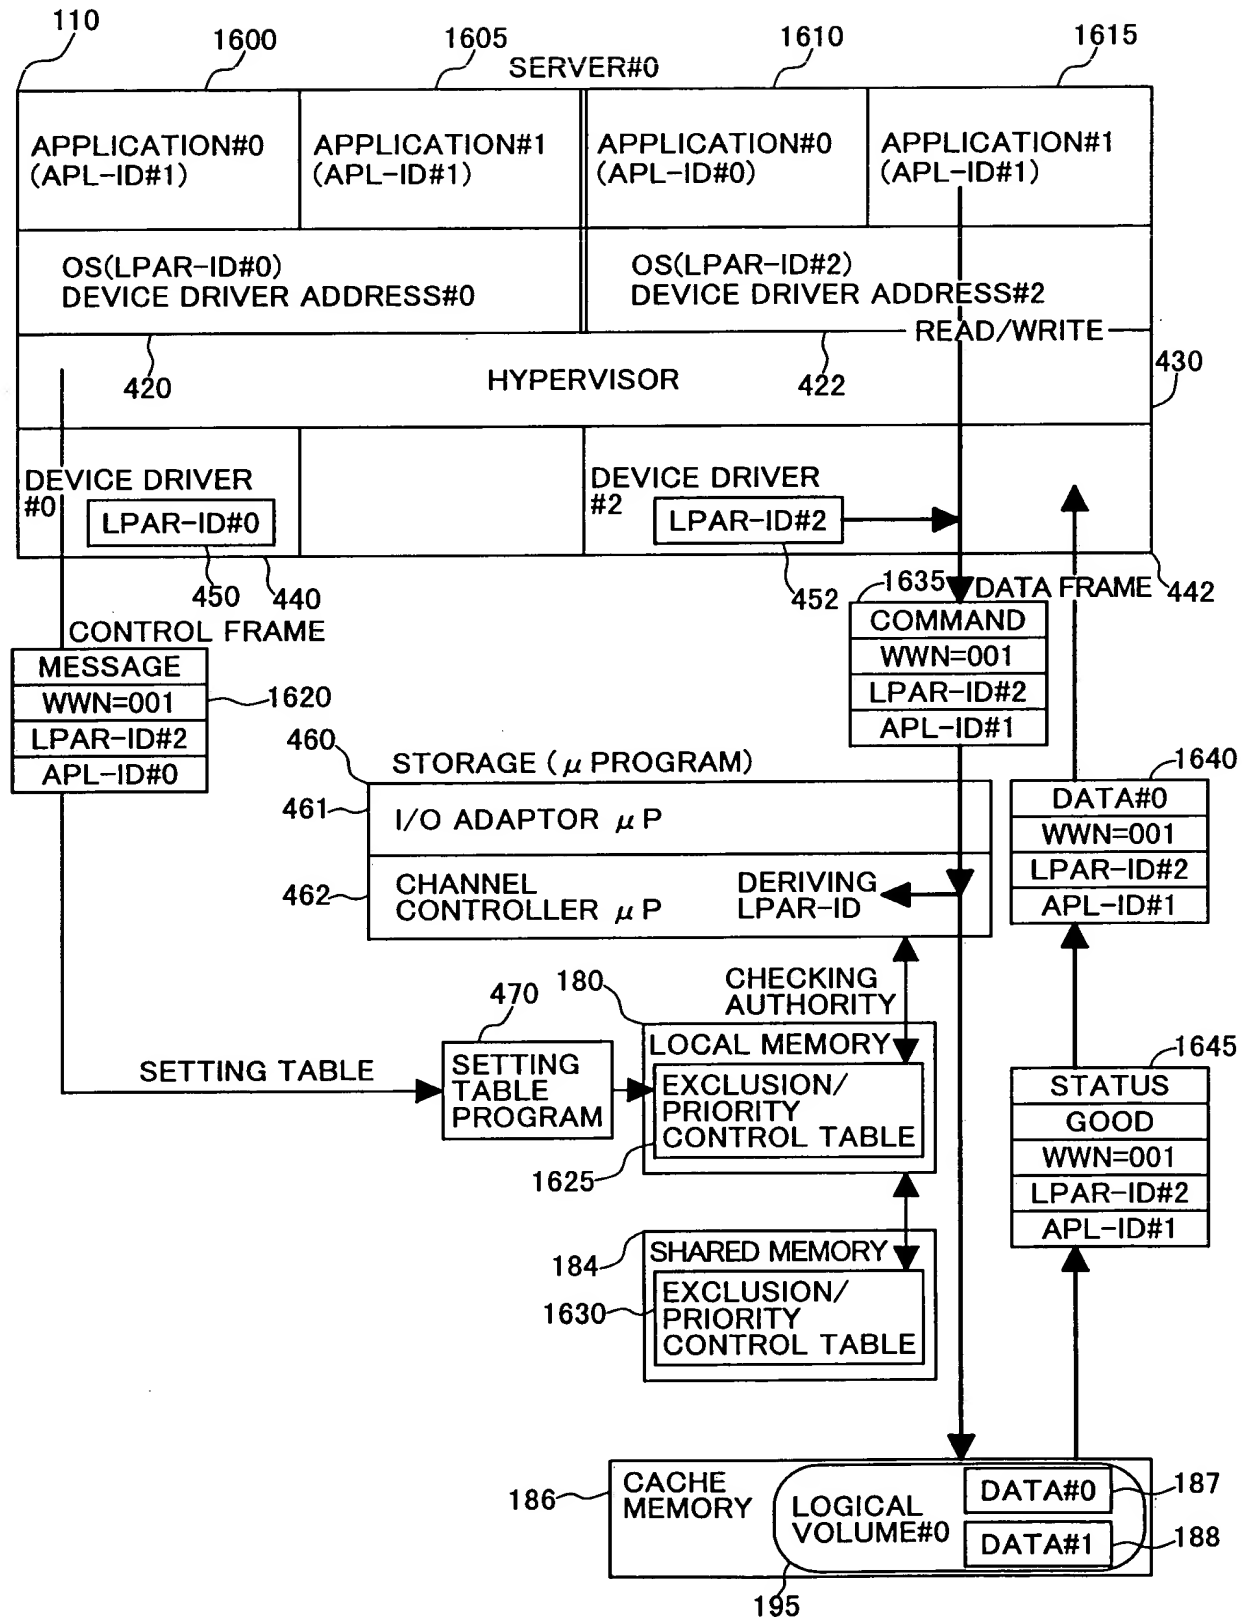 110
1600
1605
1610
1615
SERVER#0
APPLICATION#0
(APL-ID#1)
APPLICATION#1
(APL-ID#1)
APPLICATION#0
(APL-ID#0)
APPLICATION#1
(APL-ID#1)
OS(LPAR-ID#0)
DEVICE DRIVER ADDRESS#0
OS(LPAR-ID#2)
DEVICE DRIVER ADDRESS#2
READ/WRITE
420
HYPERVISOR
422
430
DEVICE DRIVER
#0
LPAR-ID#0
DEVICE DRIVER
#2
LPAR-ID#2
450
440
452
1635
DATA FRAME
442
CONTROL FRAME
MESSAGE
WWN=001
LPAR-ID#2
APL-ID#0
1620
COMMAND
WWN=001
LPAR-ID#2
APL-ID#1
460
STORAGE (μ PROGRAM)
461
I/O ADAPTOR μ P
462
CHANNEL
CONTROLLER μ P
DERIVING
LPAR-ID
1640
DATA#0
WWN=001
LPAR-ID#2
APL-ID#1
CHECKING
AUTHORITY
470
180
SETTING TABLE
SETTING
TABLE
PROGRAM
LOCAL MEMORY
EXCLUSION/
PRIORITY
CONTROL TABLE
1625
1645
STATUS
GOOD
WWN=001
LPAR-ID#2
APL-ID#1
184
SHARED MEMORY
EXCLUSION/
PRIORITY
CONTROL TABLE
1630
186
CACHE
MEMORY
LOGICAL
VOLUME#0
DATA#0
187
DATA#1
188
195